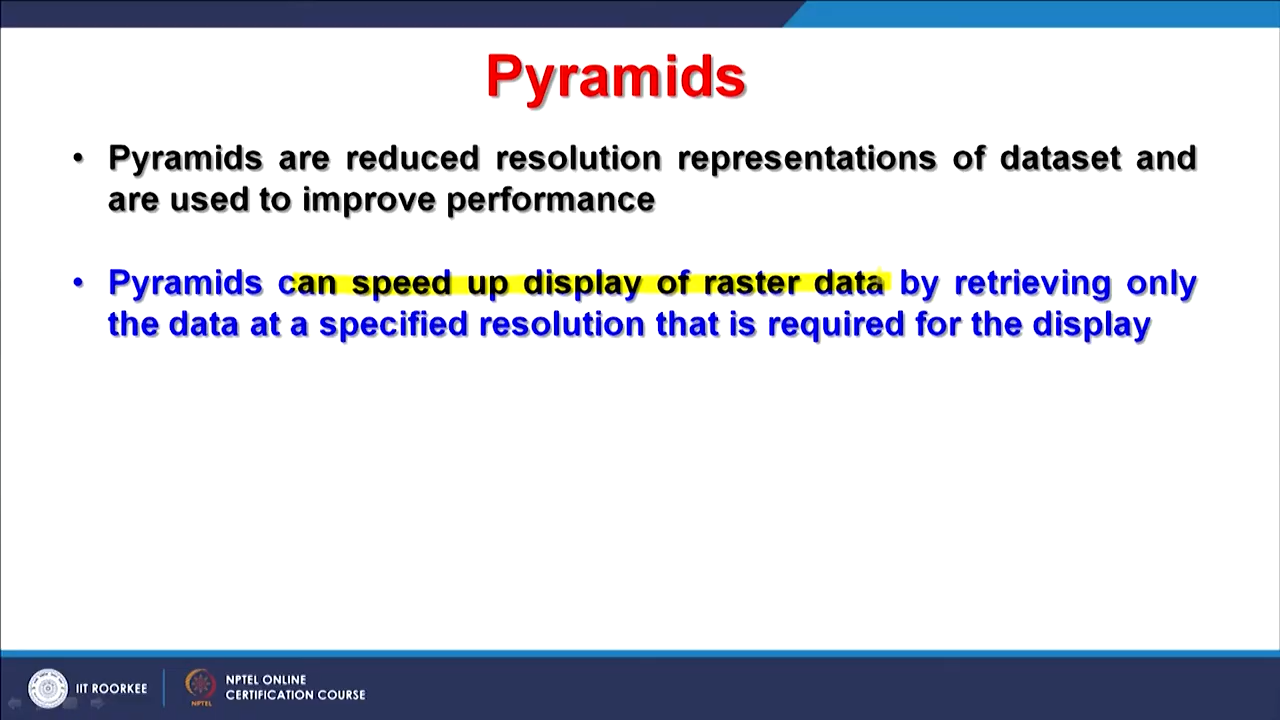 Pyramids
• Pyramids are reduced resolution representations of dataset and
are used to improve performance
• Pyramids can speed up display of raster data by retrieving only
the data at a specified resolution that is required for the display
IIT ROORKEE
NPTEL
NPTEL ONLINE
CERTIFICATION COURSE